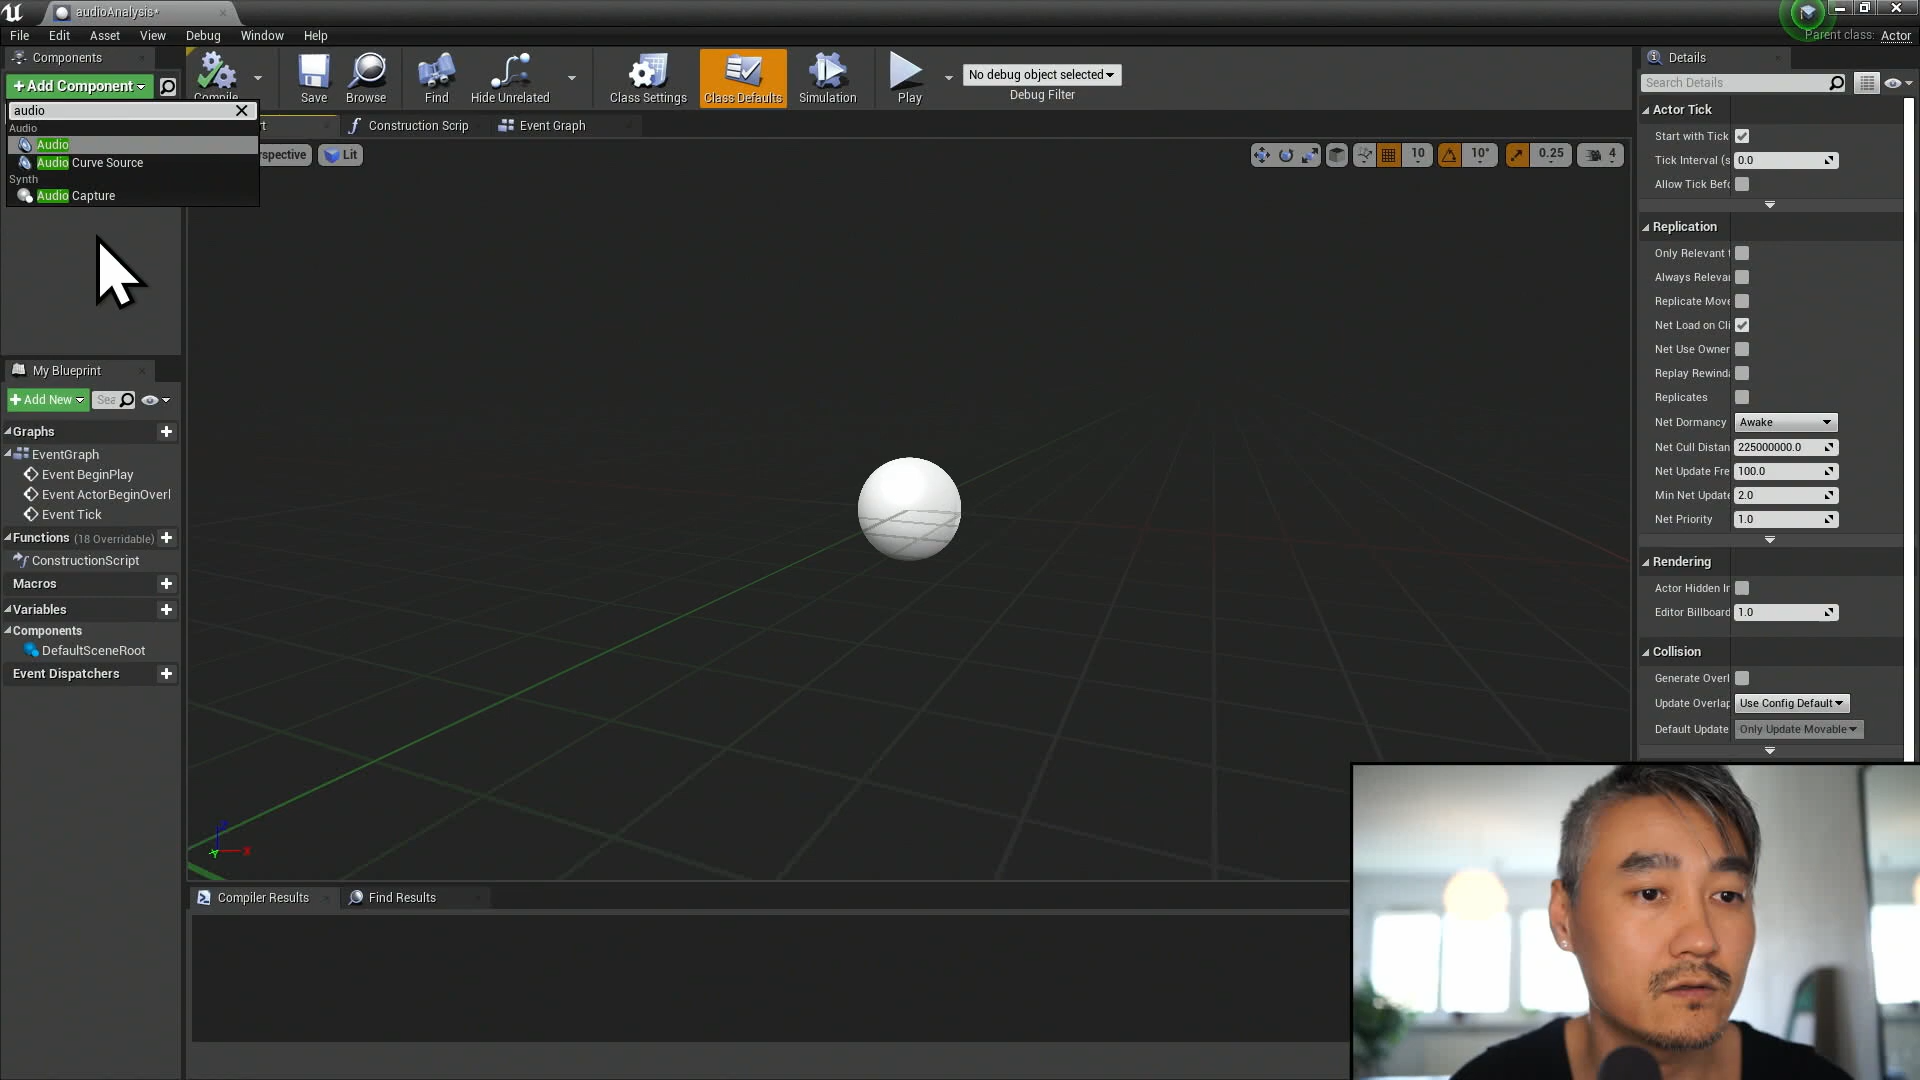 audioAnalysis*
File Edit Asset View Debug Window Help
Parent class: Actor
Components
+ Add Component
audio
Audio
Audio
Audio Curve Source
Synth
Audio Capture
Compile
Save
Browse
Find
Hide Unrelated
Class Settings
Class Defaults
Simulation
Play
No debug object selected
Debug Filter
Construction Scrip
Event Graph
spective
Lit
10
10°
0.25
4
My Blueprint
+ Add New
Sea
Graphs
EventGraph
Event BeginPlay
Event ActorBeginOverl
Event Tick
Functions (18 Overridable)
ConstructionScript
Macros
Variables
Components
DefaultSceneRoot
Event Dispatchers
X
Y
Compiler Results
Find Results
Details
Search Details
Actor Tick
Start with Tick
Tick Interval (s 0.0
Allow Tick Befo
Replication
Only Relevant t
Always Releva
Replicate Move
Net Load on Cli
Net Use Owner
Replay Rewinda
Replicates
Net Dormancy Awake
Net Cull Distan 225000000.0
Net Update Fre 100.0
Min Net Update 2.0
Net Priority 1.0
Rendering
Actor Hidden In
Editor Billboard 1.0
Collision
Generate Overl
Update Overlap Use Config Default
Default Update Only Update Movable